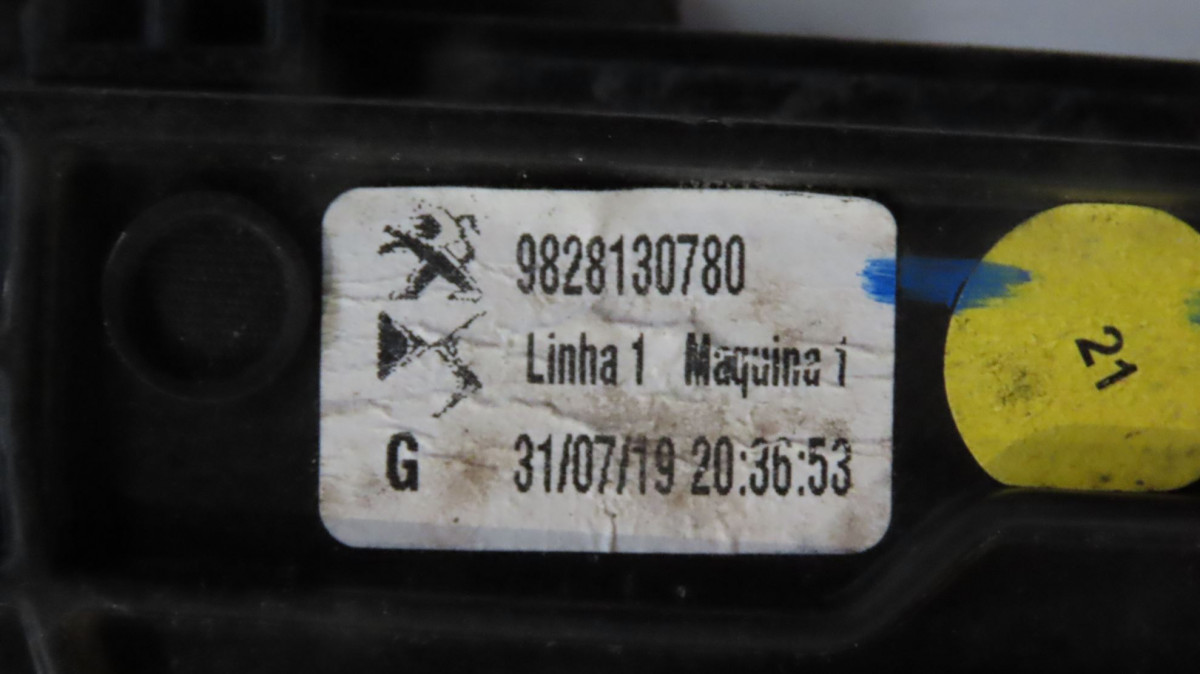 9828130780
Linha 1 Maquina 1
G 31/07/19 20:36:53
21